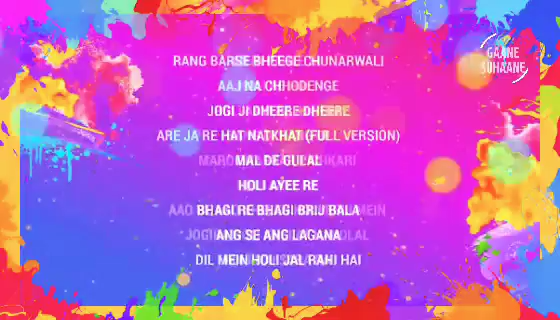 RANG BARSE BHEEGE CHUNARWALI
GAANE
SUHAANE
AAJ NA CHHODENGE
JOGI JI DHEERE DHEERE
ARE JA RE HAT NATKHAT (FULL VERSION)
MAL DE GULAL
HOLI AYEE RE
BHAGI RE BHAGI BRIJ BALA
ANG SE ANG LAGANA
DIL MEIN HOLI JAL RAHI HAI